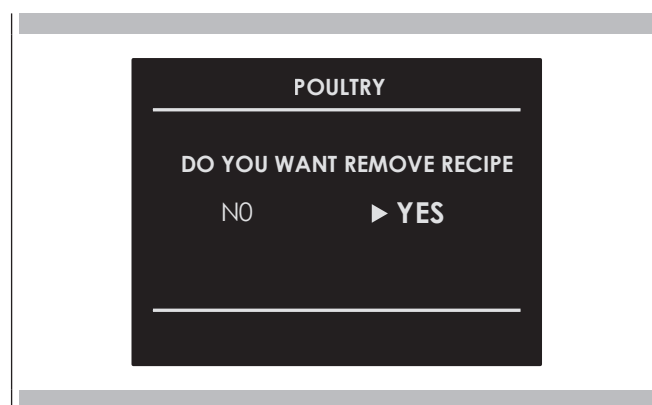 POULTRY
DO YOU WANT REMOVE RECIPE
N0 ▶ YES